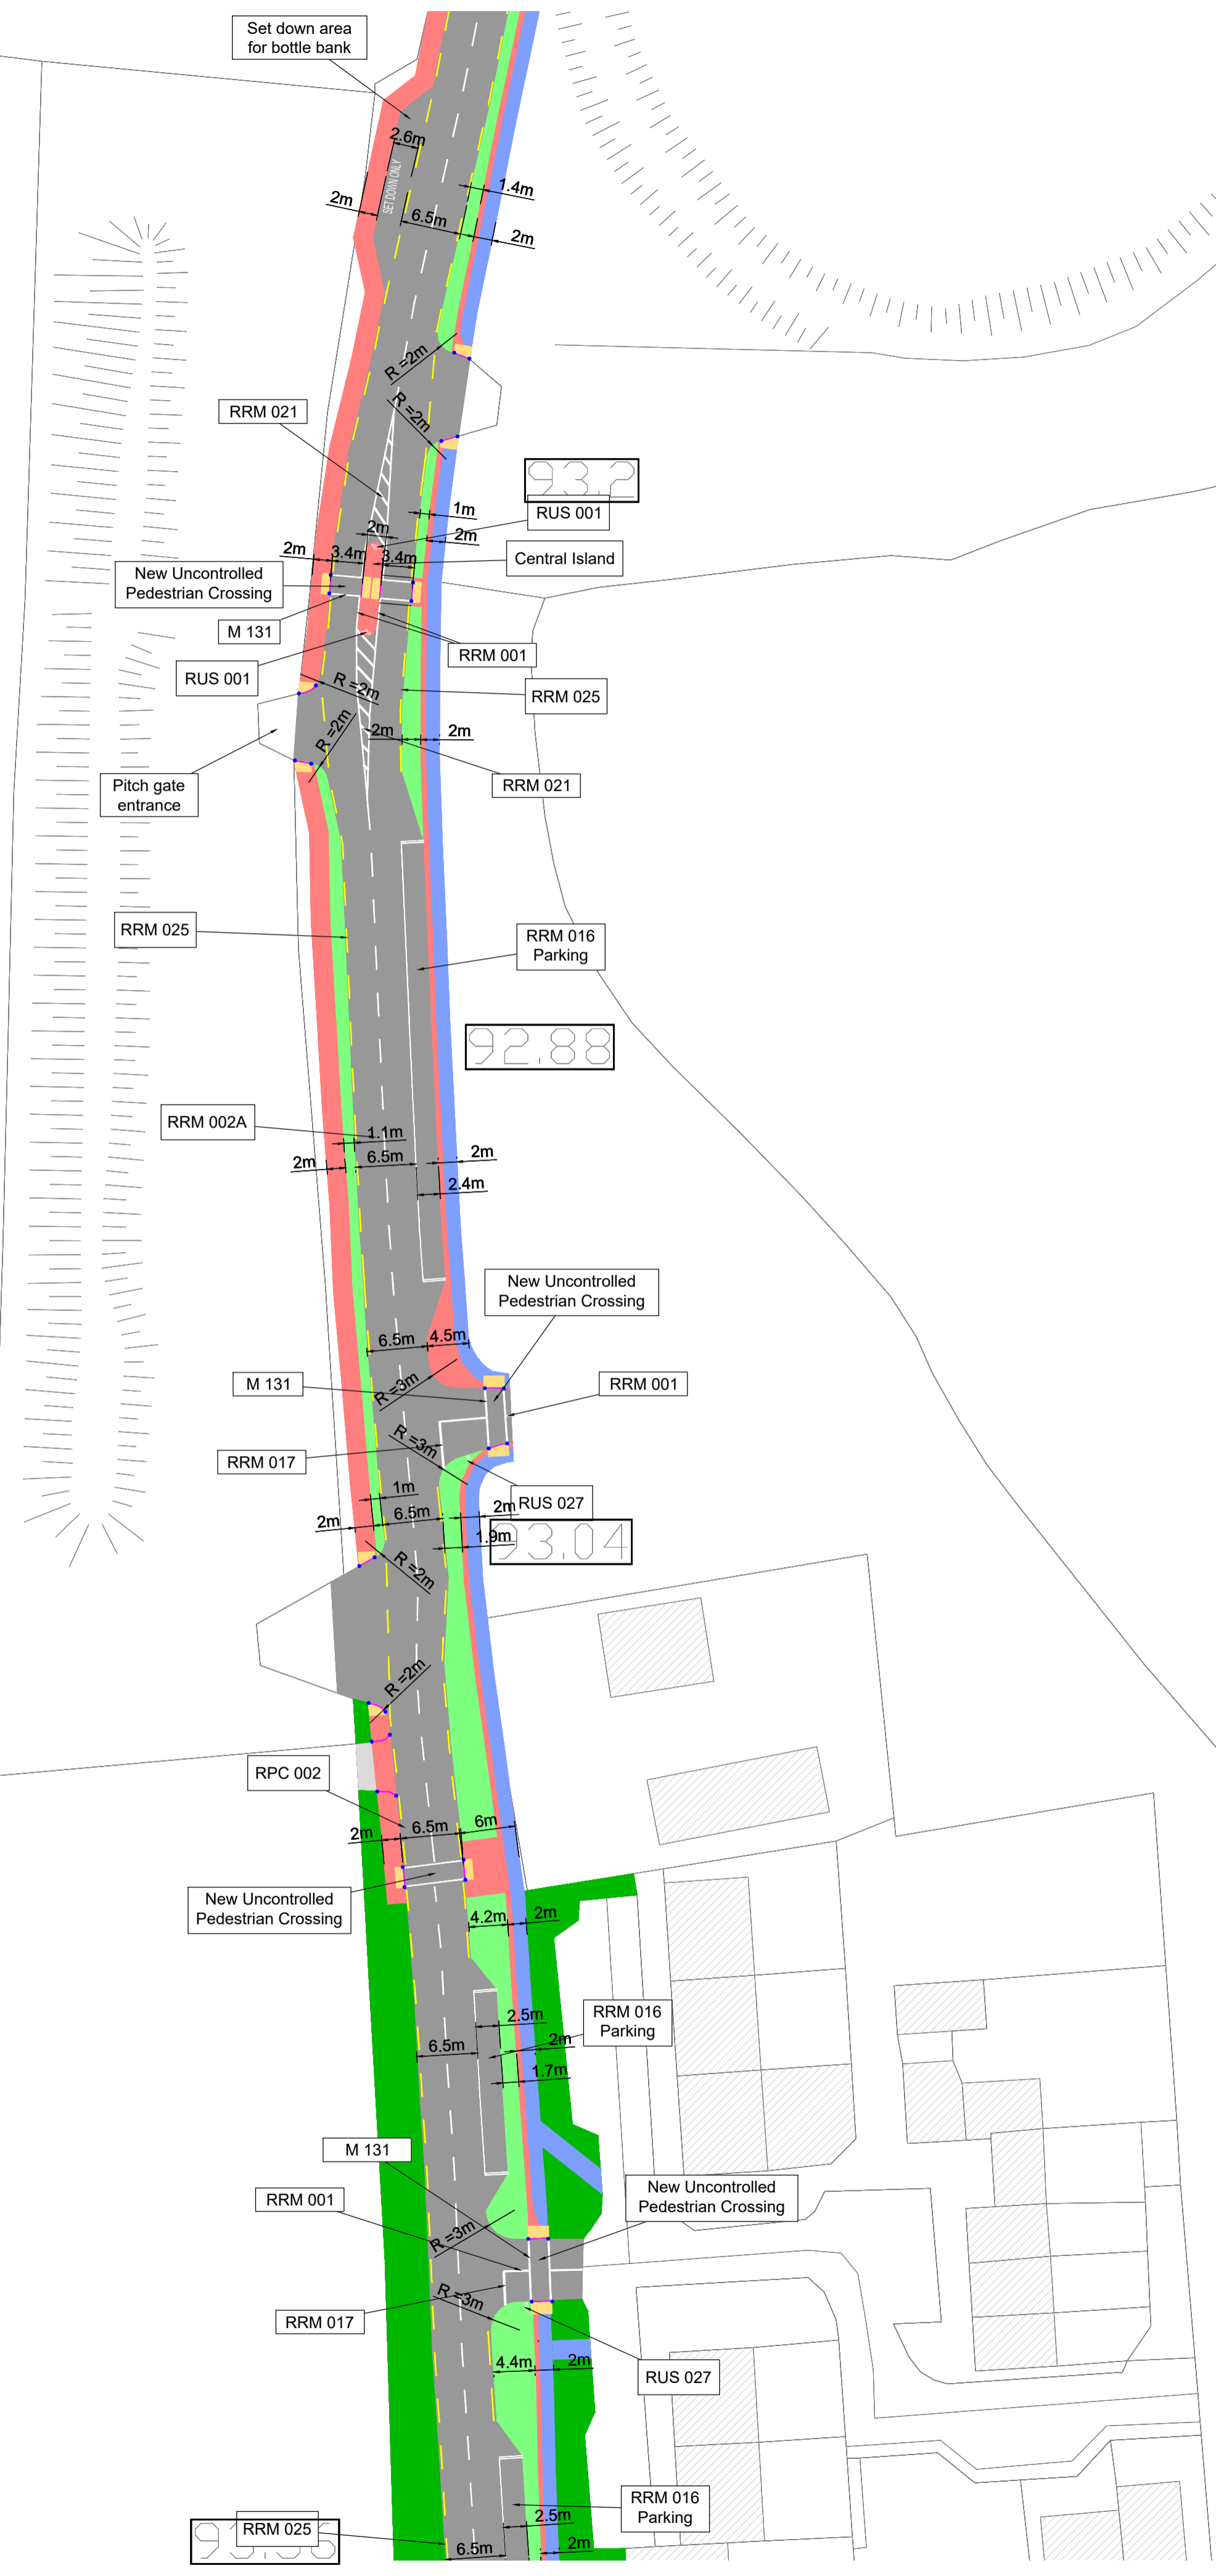 Set down area
for bottle bank
2.6m
SET DOWN ONLY
2m
6.5m
1.4m
2m
R =2m
R =2m
RRM 021
93.2
RUS 001
1m
2m
2m
2m
3.4m
3.4m
Central Island
New Uncontrolled
Pedestrian Crossing
M 131
RRM 001
RUS 001
R =2m
RRM 025
R =2m
2m
2m
RRM 021
Pitch gate
entrance
RRM 025
RRM 016
Parking
92.88
RRM 002A
1.1m
2m
6.5m
2m
2.4m
New Uncontrolled
Pedestrian Crossing
6.5m
4.5m
M 131
R =3m
RRM 001
R =3m
RRM 017
1m
RUS 027
2m
6.5m
2m
1.9m
93.04
R =2m
R =2m
RPC 002
2m
6.5m
6m
New Uncontrolled
Pedestrian Crossing
4.2m
2m
2.5m
RRM 016
Parking
6.5m
2m
1.7m
M 131
New Uncontrolled
Pedestrian Crossing
RRM 001
R =3m
R =3m
RRM 017
4.4m
2m
RUS 027
RRM 016
Parking
2.5m
RRM 025
6.5m
2m